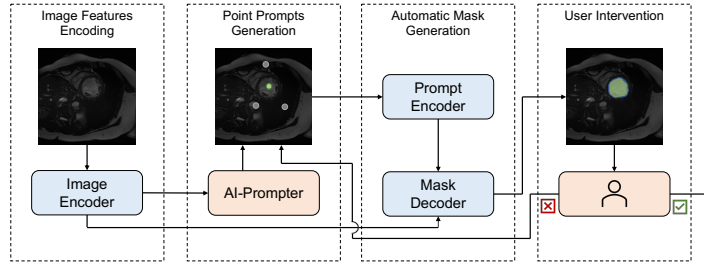 Image Features
Encoding
Point Prompts
Generation
Automatic Mask
Generation
User Intervention
Prompt
Encoder
Image
Encoder
AI-Prompter
Mask
Decoder